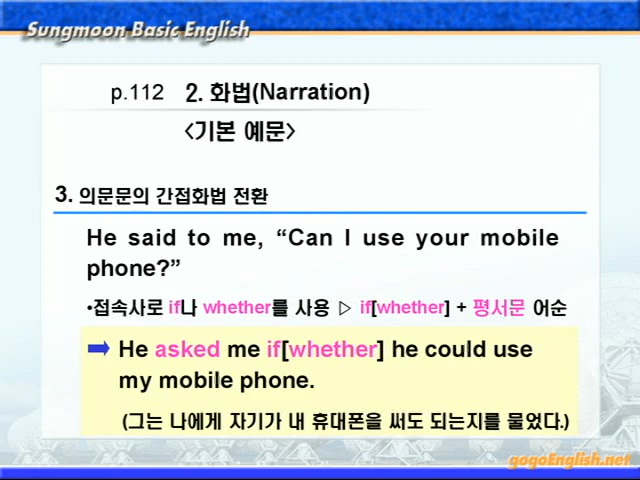 Sungmoon Basic English
p.112 2. 화법(Narration)
<기본 예문>
3. 의문문의 간접화법 전환
He said to me, “Can I use your mobile
phone?”
•접속사로 if나 whether를 사용 ▷ if[whether] + 평서문 어순
➡ He asked me if[whether] he could use
my mobile phone.
(그는 나에게 자기가 내 휴대폰을 써도 되는지를 물었다.)
gogoEnglish.net